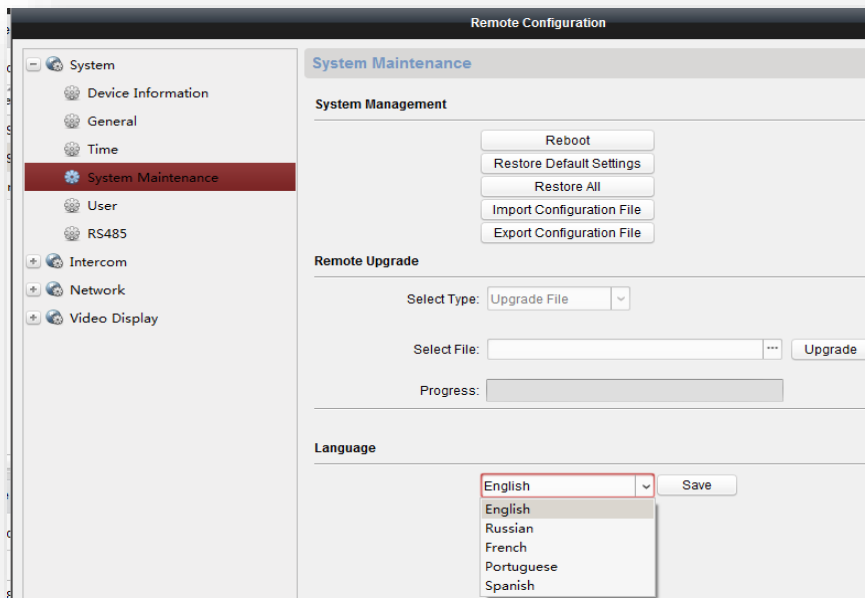 Remote Configuration
System
Device Information
General
Time
System Maintenance
User
RS485
Intercom
Network
Video Display
System Maintenance
System Management
Reboot
Restore Default Settings
Restore All
Import Configuration File
Export Configuration File
Remote Upgrade
Select Type: Upgrade File
Select File: ... Upgrade
Progress:
Language
English Save
English
Russian
French
Portuguese
Spanish